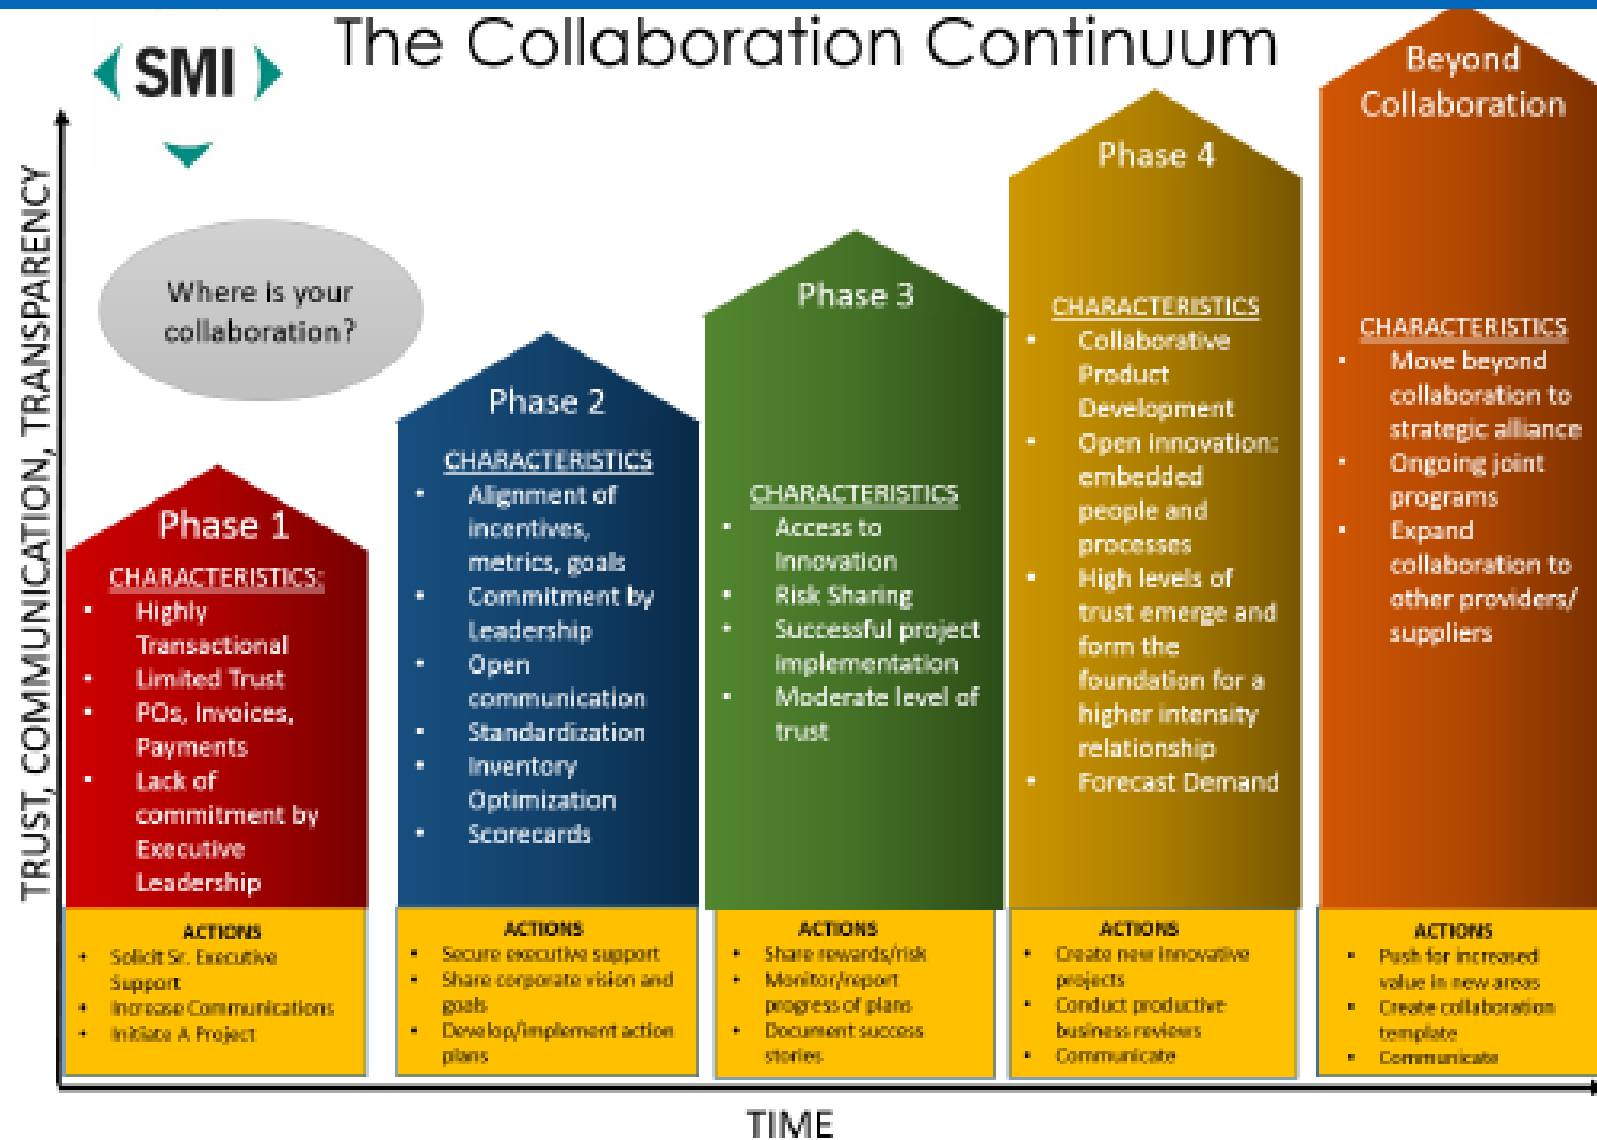 The Collaboration Continuum
SMI
TRUST, COMMUNICATION, TRANSPARENCY
Where is your
collaboration?
Phase 1
CHARACTERISTICS:
• Highly
Transactional
• Limited Trust
• POs, Invoices,
Payments
• Lack of
commitment by
Executive
Leadership
ACTIONS
• Solicit Sr. Executive
Support
• Increase Communications
• Initiate A Project
Phase 2
CHARACTERISTICS
• Alignment of
incentives,
metrics, goals
• Commitment by
Leadership
• Open
communication
• Standardization
• Inventory
Optimization
• Scorecards
ACTIONS
• Secure executive support
• Share corporate vision and
goals
• Develop/implement action
plans
Phase 3
CHARACTERISTICS
• Access to
Innovation
• Risk Sharing
• Successful project
implementation
• Moderate level of
trust
ACTIONS
• Share rewards/risk
• Monitor/report
progress of plans
• Document success
stories
Phase 4
CHARACTERISTICS
• Collaborative
Product
Development
• Open innovation:
embedded
people and
processes
• High levels of
trust emerge and
form the
foundation for a
higher intensity
relationship
• Forecast Demand
ACTIONS
• Create new innovative
projects
• Conduct productive
business reviews
• Communicate
Beyond
Collaboration
CHARACTERISTICS
• Move beyond
collaboration to
strategic alliance
• Ongoing joint
programs
• Expand
collaboration to
other providers/
suppliers
ACTIONS
• Push for increased
value in new areas
• Create collaboration
template
• Communicate
TIME